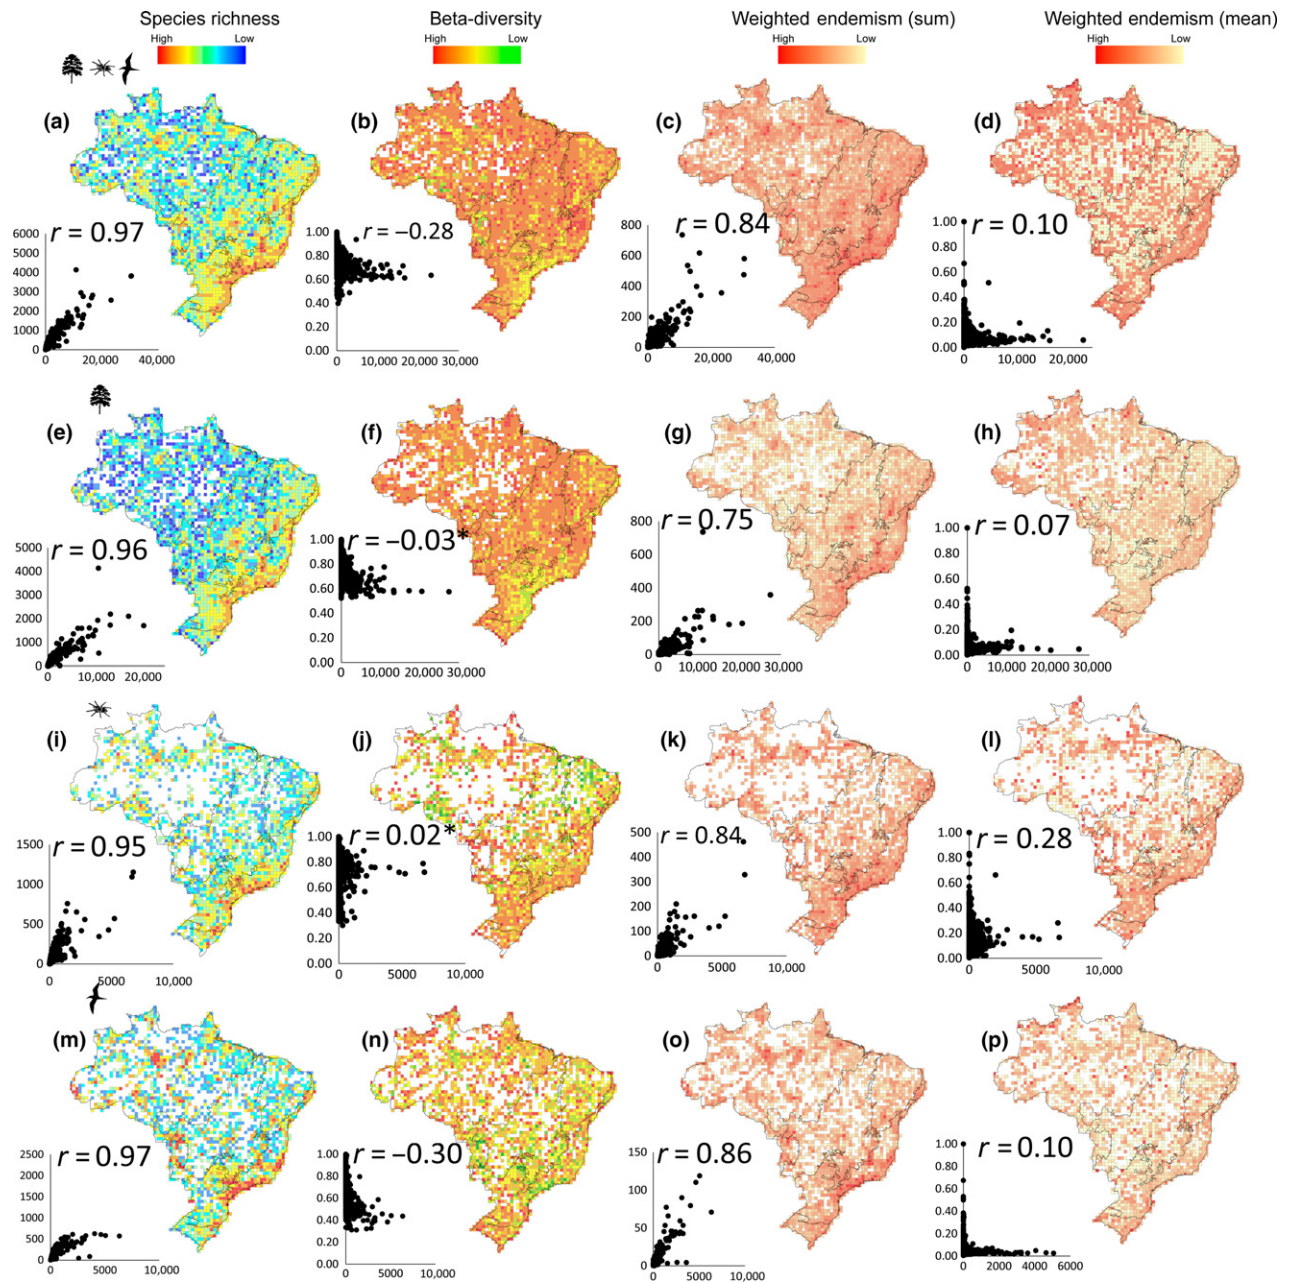 Species richness
Beta-diversity
Weighted endemism (sum)
Weighted endemism (mean)
High Low
High Low
High Low
High Low
(a)
(b)
(c)
(d)
r = 0.97
6000
5000
4000
3000
2000
1000
0
0 20,000 40,000
r = −0.28
1.00
0.80
0.60
0.40
0.20
0.00
0 10,000 20,000 30,000
r = 0.84
800
600
400
200
0
0 20,000 40,000
r = 0.10
1.00
0.80
0.60
0.40
0.20
0.00
0 10,000 20,000
(e)
(f)
(g)
(h)
r = 0.96
5000
4000
3000
2000
1000
0
0 10,000 20,000
r = −0.03*
1.00
0.80
0.60
0.40
0.20
0.00
0 10,000 20,000 30,000
r = 0.75
800
600
400
200
0
0 10,000 20,000 30,000
r = 0.07
1.00
0.80
0.60
0.40
0.20
0.00
0 10,000 20,000 30,000
(i)
(j)
(k)
(l)
r = 0.95
1500
1000
500
0
0 5000 10,000
r = 0.02*
1.00
0.80
0.60
0.40
0.20
0.00
0 5000 10,000
r = 0.84
500
400
300
200
100
0
0 5000 10,000
r = 0.28
1.00
0.80
0.60
0.40
0.20
0.00
0 5000 10,000
(m)
(n)
(o)
(p)
r = 0.97
2500
2000
1500
1000
500
0
0 5000 10,000
r = −0.30
1.00
0.80
0.60
0.40
0.20
0.00
0 5000 10,000
r = 0.86
150
100
50
0
0 5000 10,000
r = 0.10
1.00
0.80
0.60
0.40
0.20
0.00
0 2000 4000 6000